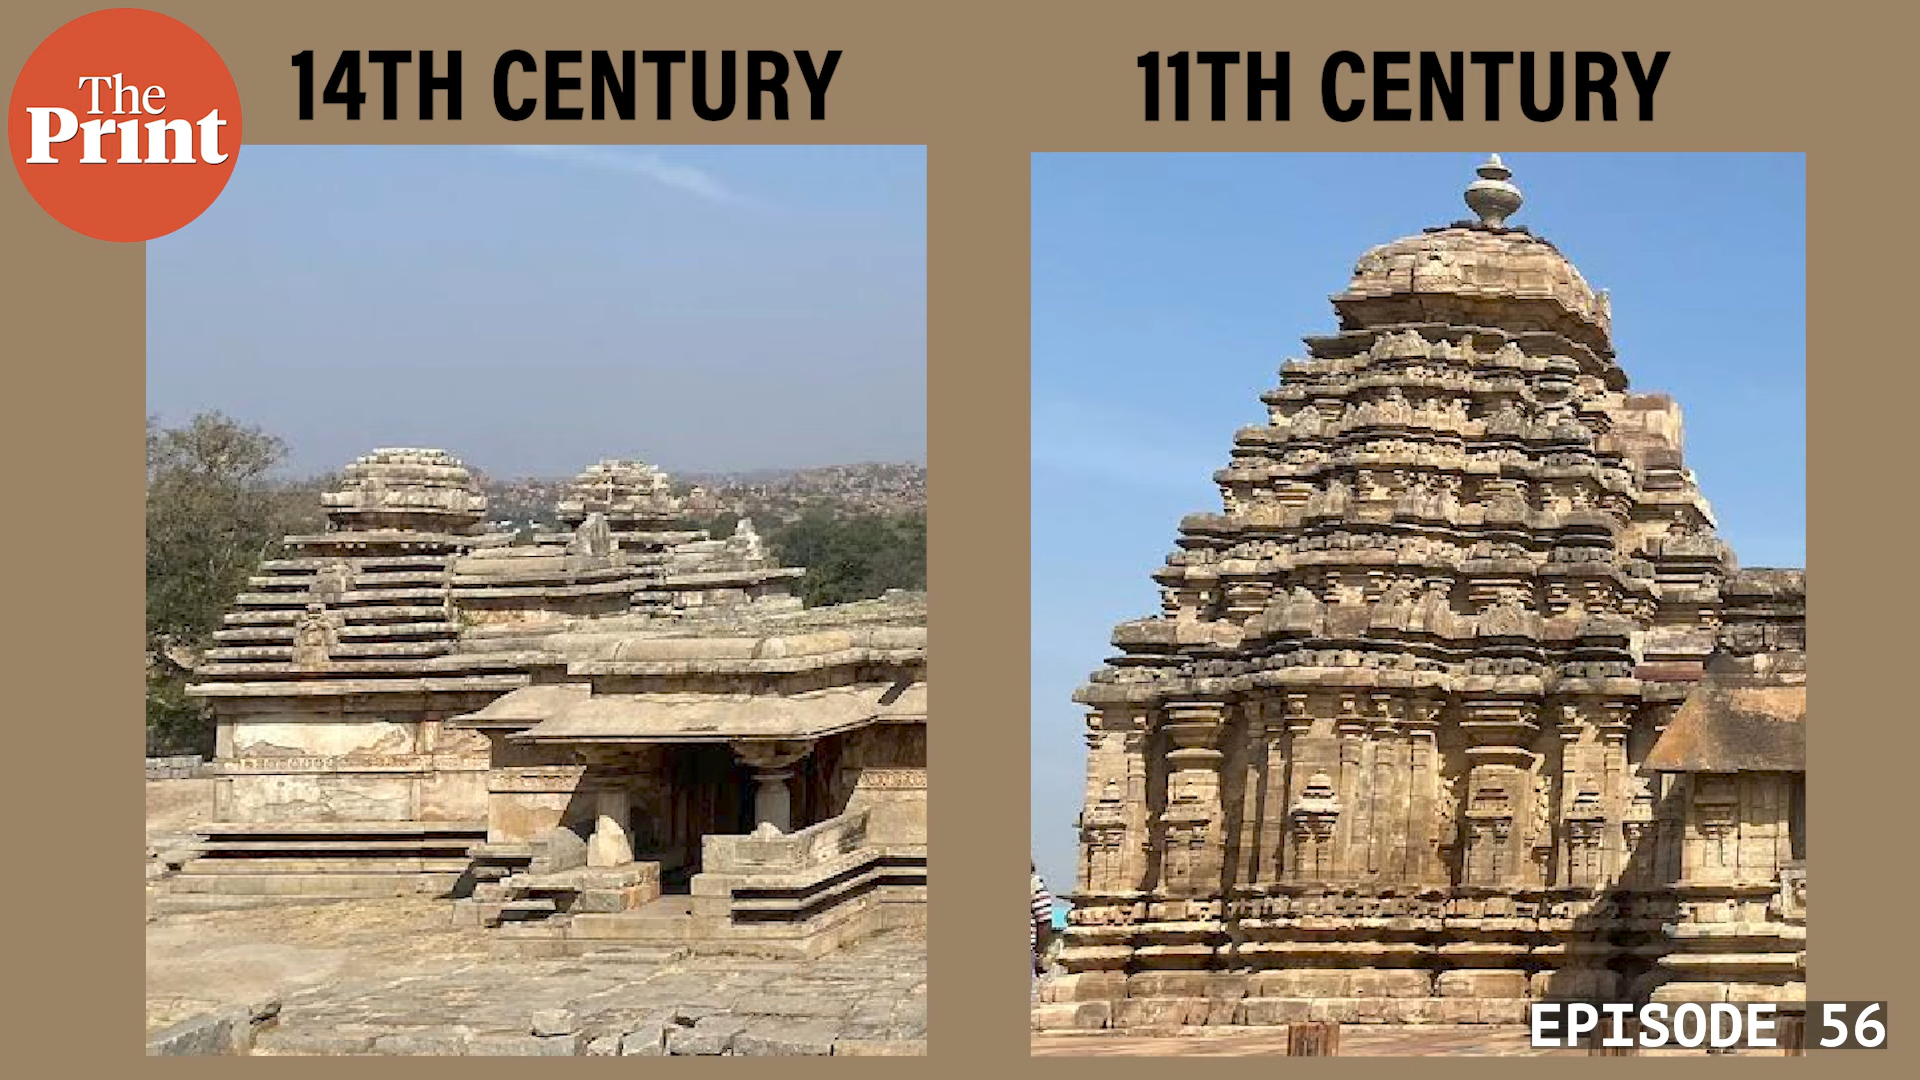 The
Print
14TH CENTURY
11TH CENTURY
EPISODE 56